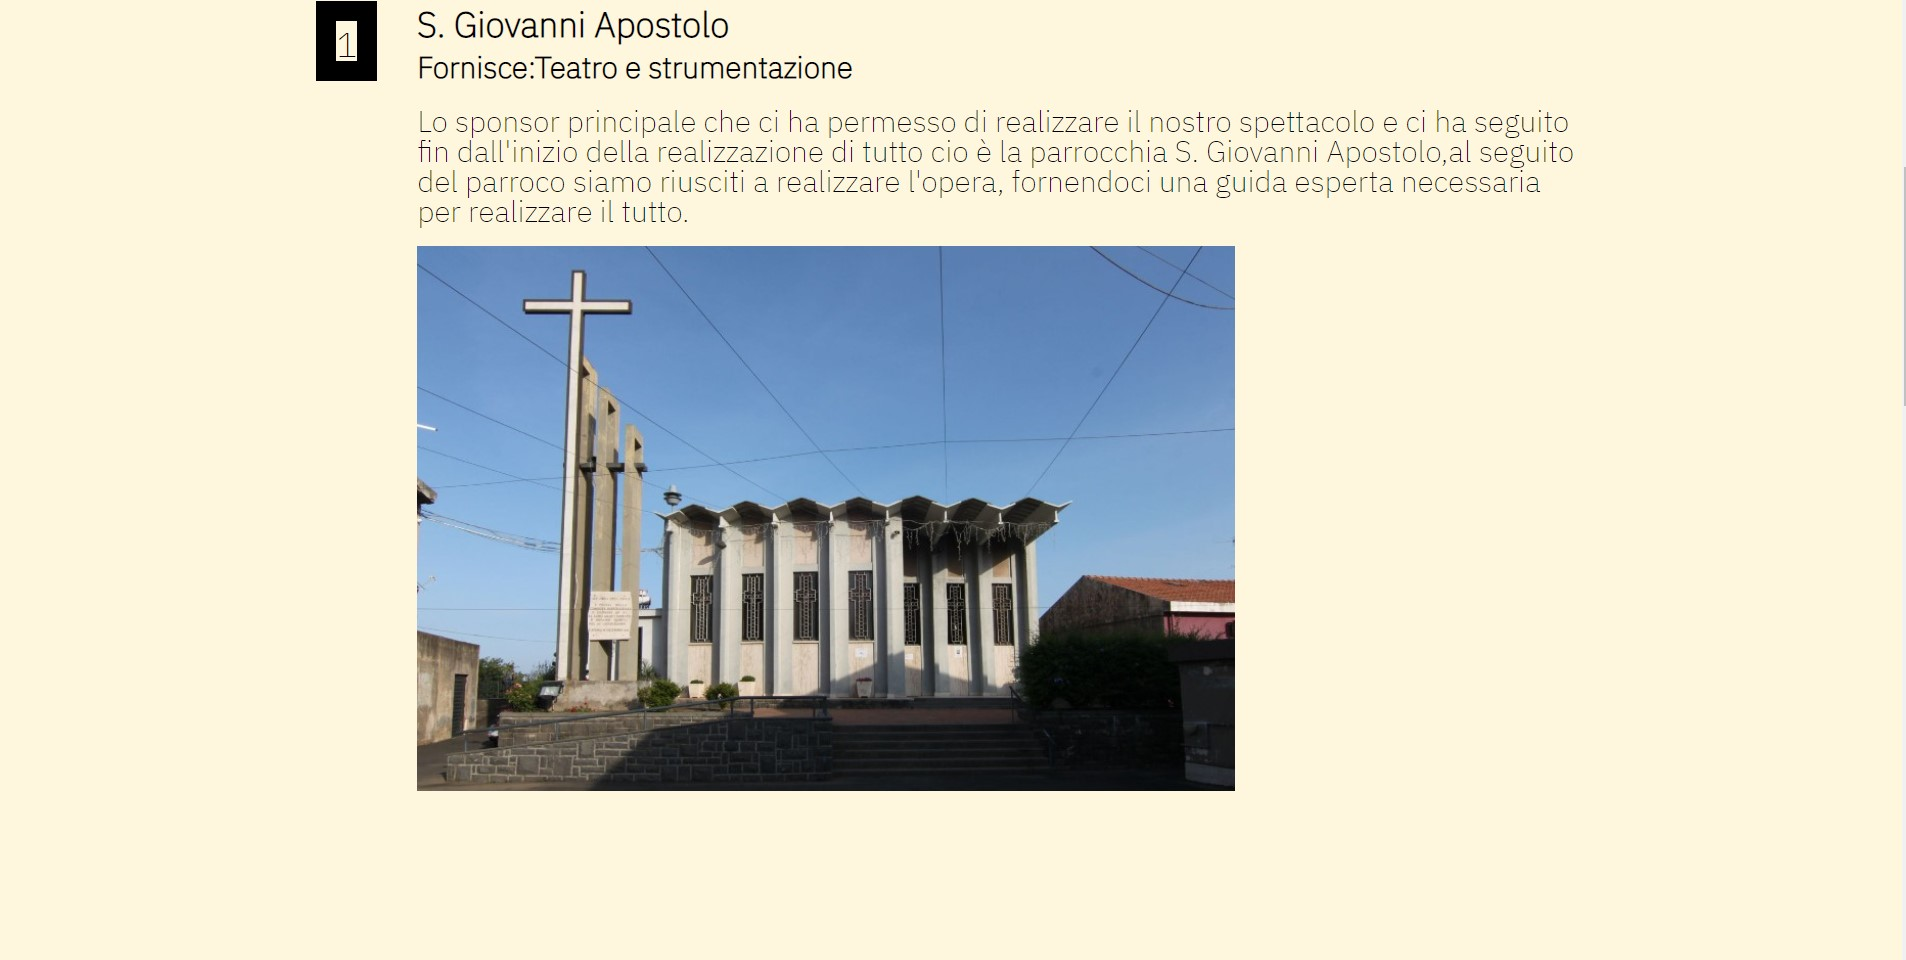 1
S. Giovanni Apostolo
Fornisce:Teatro e strumentazione
Lo sponsor principale che ci ha permesso di realizzare il nostro spettacolo e ci ha seguito
fin dall'inizio della realizzazione di tutto cio è la parrocchia S. Giovanni Apostolo,al seguito
del parroco siamo riusciti a realizzare l'opera, fornendoci una guida esperta necessaria
per realizzare il tutto.